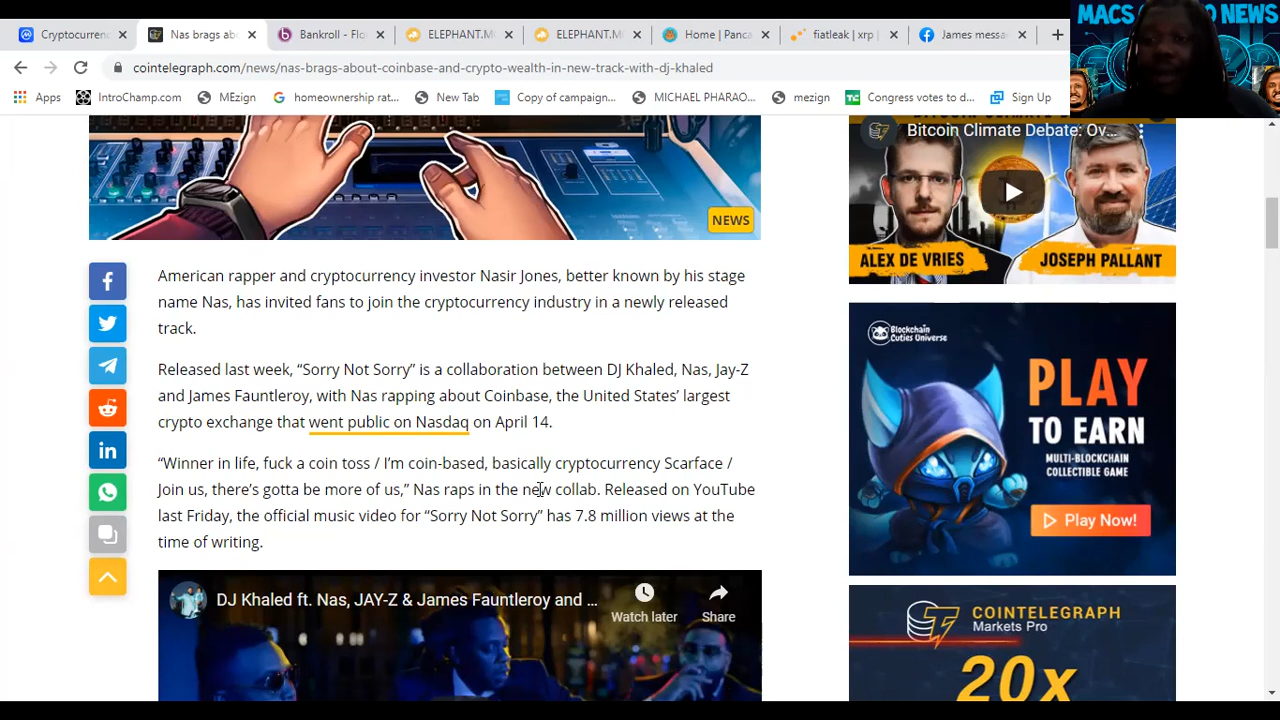 MACS NEWS
Cryptocurren
Nas brags abo
Bankroll - Flo
ELEPHANT.M
ELEPHANT.M
Home | Panca
fiatleak | xrp |
James messa
cointelegraph.com/news/nas-brags-about-coinbase-and-crypto-wealth-in-new-track-with-dj-khaled
Apps
IntroChamp.com
MEzign
homeownership rat...
New Tab
Copy of campaign...
MICHAEL PHARAO...
mezign
Congress votes to d...
Sign Up
NEWS
American rapper and cryptocurrency investor Nasir Jones, better known by his stage
name Nas, has invited fans to join the cryptocurrency industry in a newly released
track.
Released last week, “Sorry Not Sorry” is a collaboration between DJ Khaled, Nas, Jay-Z
and James Fauntleroy, with Nas rapping about Coinbase, the United States’ largest
crypto exchange that went public on Nasdaq on April 14.
“Winner in life, fuck a coin toss / I’m coin-based, basically cryptocurrency Scarface /
Join us, there’s gotta be more of us,” Nas raps in the new collab. Released on YouTube
last Friday, the official music video for “Sorry Not Sorry” has 7.8 million views at the
time of writing.
DJ Khaled ft. Nas, JAY-Z & James Fauntleroy and ...
Watch later
Share
Bitcoin Climate Debate: Ov...
ALEX DE VRIES
JOSEPH PALLANT
Blockchain
Cuties Universe
PLAY
TO EARN
MULTI-BLOCKCHAIN
COLLECTIBLE GAME
Play Now!
COINTELEGRAPH
Markets Pro
20x